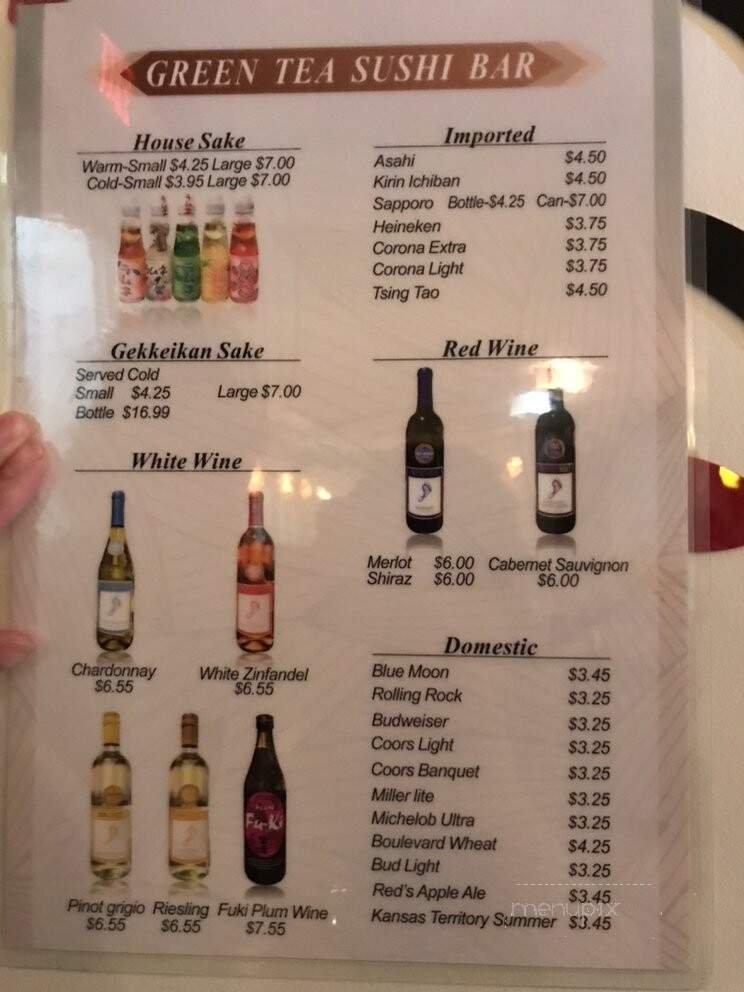 GREEN TEA SUSHI BAR
House Sake
Warm-Small $4.25 Large $7.00
Cold-Small $3.95 Large $7.00
Gekkeikan Sake
Served Cold
Small $4.25 Large $7.00
Bottle $16.99
White Wine
Chardonnay
$6.55
White Zinfandel
$6.55
Fu-Ki
Pinot grigio
$6.55
Riesling
$6.55
Fuki Plum Wine
$7.55
Imported
Asahi $4.50
Kirin Ichiban $4.50
Sapporo Bottle-$4.25 Can-$7.00
Heineken $3.75
Corona Extra $3.75
Corona Light $3.75
Tsing Tao $4.50
Red Wine
Merlot $6.00
Shiraz $6.00
Cabernet Sauvignon
$6.00
Domestic
Blue Moon $3.45
Rolling Rock $3.25
Budweiser $3.25
Coors Light $3.25
Coors Banquet $3.25
Miller lite $3.25
Michelob Ultra $3.25
Boulevard Wheat $4.25
Bud Light $3.25
Red's Apple Ale $3.45
Kansas Territory Summer $3.45
menupix